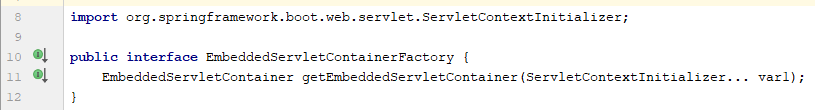 8 import org.springframework.boot.web.servlet.ServletContextInitializer;
9
10 public interface EmbeddedServletContainerFactory {
11 EmbeddedServletContainer getEmbeddedServletContainer(ServletContextInitializer... var1);
12 }